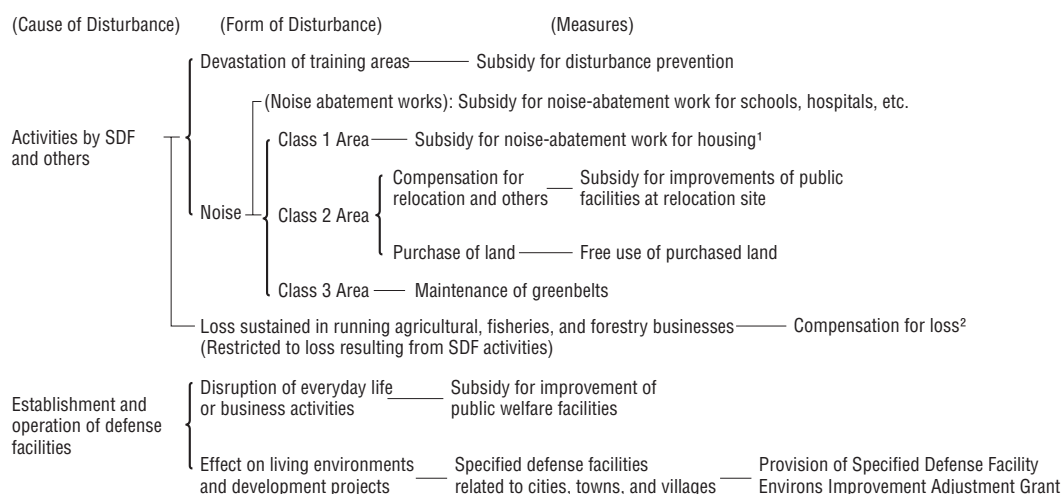 (Cause of Disturbance) (Form of Disturbance) (Measures)
Devastation of training areas Subsidy for disturbance prevention
(Noise abatement works): Subsidy for noise-abatement work for schools, hospitals, etc.
Activities by SDF
and others
Class 1 Area Subsidy for noise-abatement work for housing¹
Noise
Class 2 Area
Compensation for
relocation and others
Subsidy for improvements of public
facilities at relocation site
Purchase of land Free use of purchased land
Class 3 Area Maintenance of greenbelts
Loss sustained in running agricultural, fisheries, and forestry businesses Compensation for loss²
(Restricted to loss resulting from SDF activities)
Establishment and
operation of defense
facilities
Disruption of everyday life
or business activities
Subsidy for improvement of
public welfare facilities
Effect on living environments
and development projects
Specified defense facilities
related to cities, towns, and villages
Provision of Specified Defense Facility
Environs Improvement Adjustment Grant